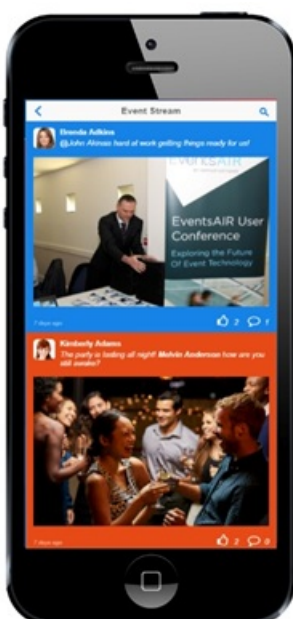 Event Stream
Brenda Adkins
@John Atkinson hard at work getting things ready for us!
EVENTSAIR
EventsAIR User
Conference
Exploring the Future
Of Event Technology
7 days ago
2
1
Kimberly Adams
The party is lasting all night! Melvin Anderson how are you
still awake?
7 days ago
2
0